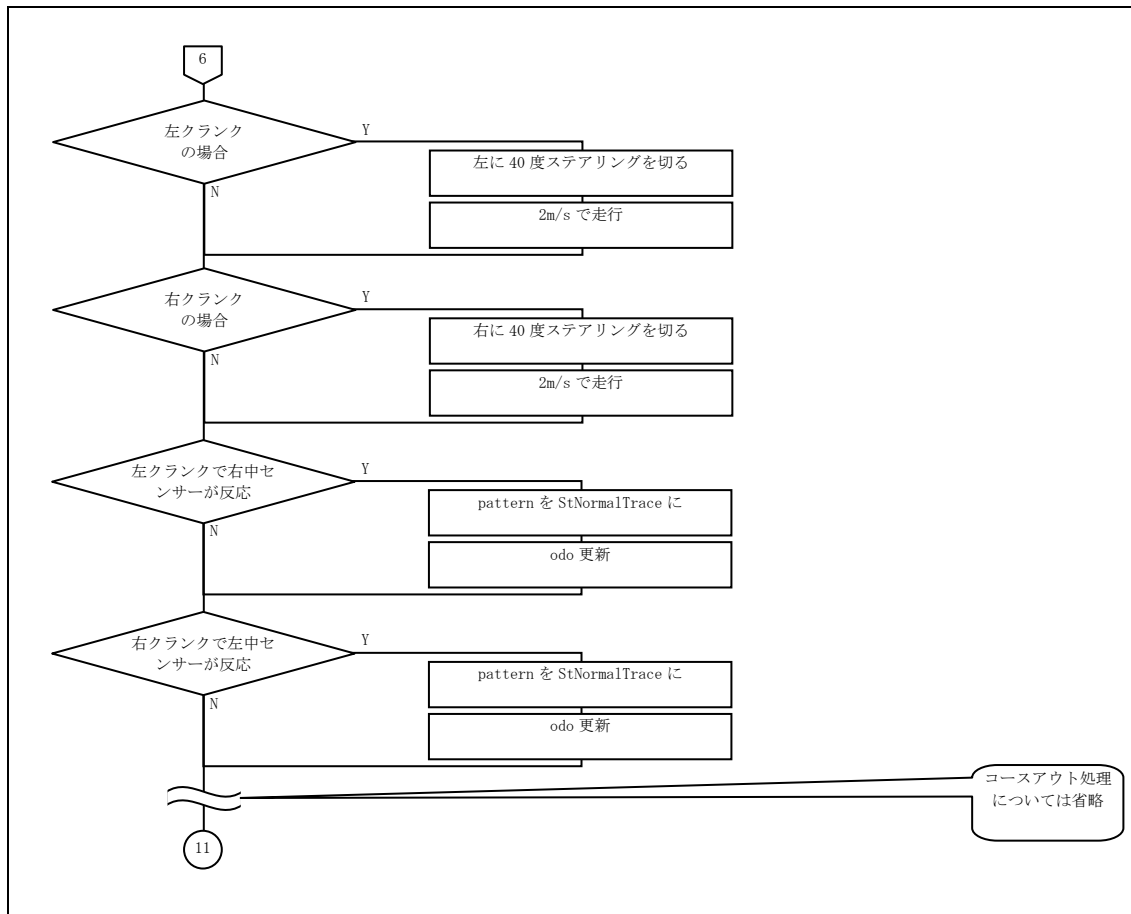 6
左クランク
の場合
Y
左に 40 度ステアリングを切る
N
2m/s で走行
右クランク
の場合
Y
右に 40 度ステアリングを切る
N
2m/s で走行
左クランクで右中セ
ンサーが反応
Y
pattern を StNormalTrace に
N
odo 更新
右クランクで左中セ
ンサーが反応
Y
pattern を StNormalTrace に
N
odo 更新
コースアウト処理
については省略
11